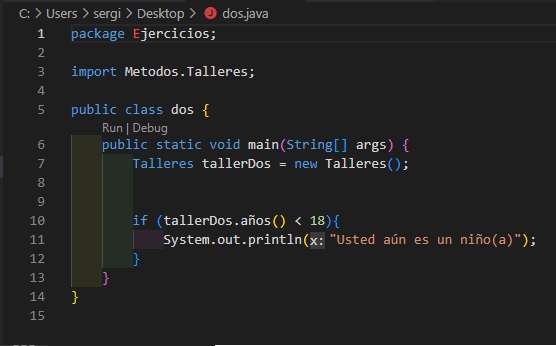 C: > Users > sergi > Desktop > dos.java
1 package Ejercicios;
2
3 import Metodos.Talleres;
4
5 public class dos {
Run | Debug
6 public static void main(String[] args) {
7 Talleres tallerDos = new Talleres();
8
9
10 if (tallerDos.años() < 18){
11 System.out.println(x: "Usted aún es un niño(a)");
12 }
13 }
14 }
15